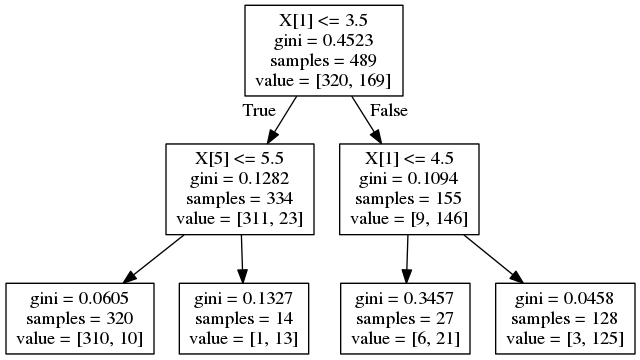 X[1] <= 3.5
gini = 0.4523
samples = 489
value = [320, 169]
True
False
X[5] <= 5.5
gini = 0.1282
samples = 334
value = [311, 23]
X[1] <= 4.5
gini = 0.1094
samples = 155
value = [9, 146]
gini = 0.0605
samples = 320
value = [310, 10]
gini = 0.1327
samples = 14
value = [1, 13]
gini = 0.3457
samples = 27
value = [6, 21]
gini = 0.0458
samples = 128
value = [3, 125]